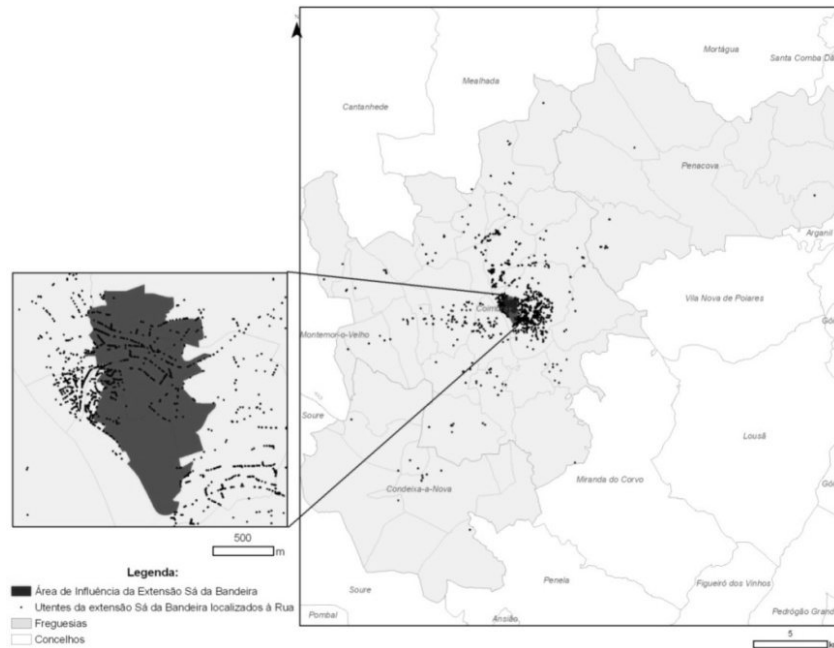 Mortágua
Santa Comba Dã
Mealhada
Cantanhede
Penacova
Arganil
Vila Nova de Poiares
Coimb
Montemor-o-Velho
Soure
Lousã
Miranda do Corvo
Condeixa-a-Nova
Penela
Figueiró dos Vinhos
Soure
Pombal
Ansião
Pedrógão Grand
500
m
5
Legenda:
Área de Influência da Extensão Sá da Bandeira
Utentes da extensão Sá da Bandeira localizados à Rua
Freguesias
Concelhos